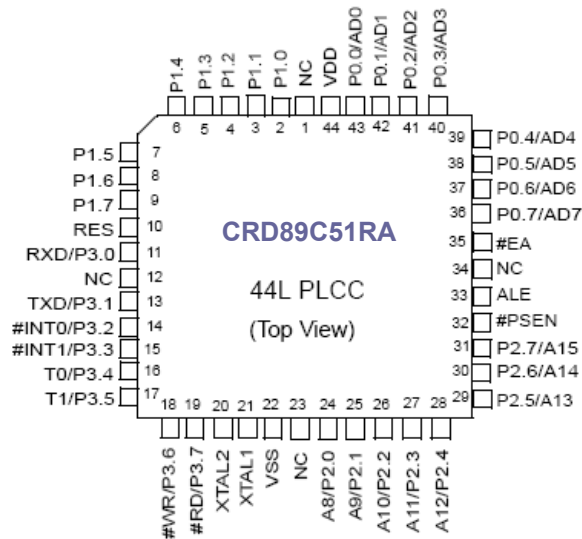 P1.4
P1.3
P1.2
P1.1
P1.0
NC
VDD
P0.0/AD0
P0.1/AD1
P0.2/AD2
P0.3/AD3
6
5
4
3
2
1
44
43
42
41
40
P1.5 7
P1.6 8
P1.7 9
RES 10
RXD/P3.0 11
NC 12
TXD/P3.1 13
#INT0/P3.2 14
#INT1/P3.3 15
T0/P3.4 16
T1/P3.5 17
CRD89C51RA
44L PLCC
(Top View)
39 P0.4/AD4
38 P0.5/AD5
37 P0.6/AD6
36 P0.7/AD7
35 #EA
34 NC
33 ALE
32 #PSEN
31 P2.7/A15
30 P2.6/A14
29 P2.5/A13
18
19
20
21
22
23
24
25
26
27
28
#WR/P3.6
#RD/P3.7
XTAL2
XTAL1
VSS
NC
A8/P2.0
A9/P2.1
A10/P2.2
A11/P2.3
A12/P2.4